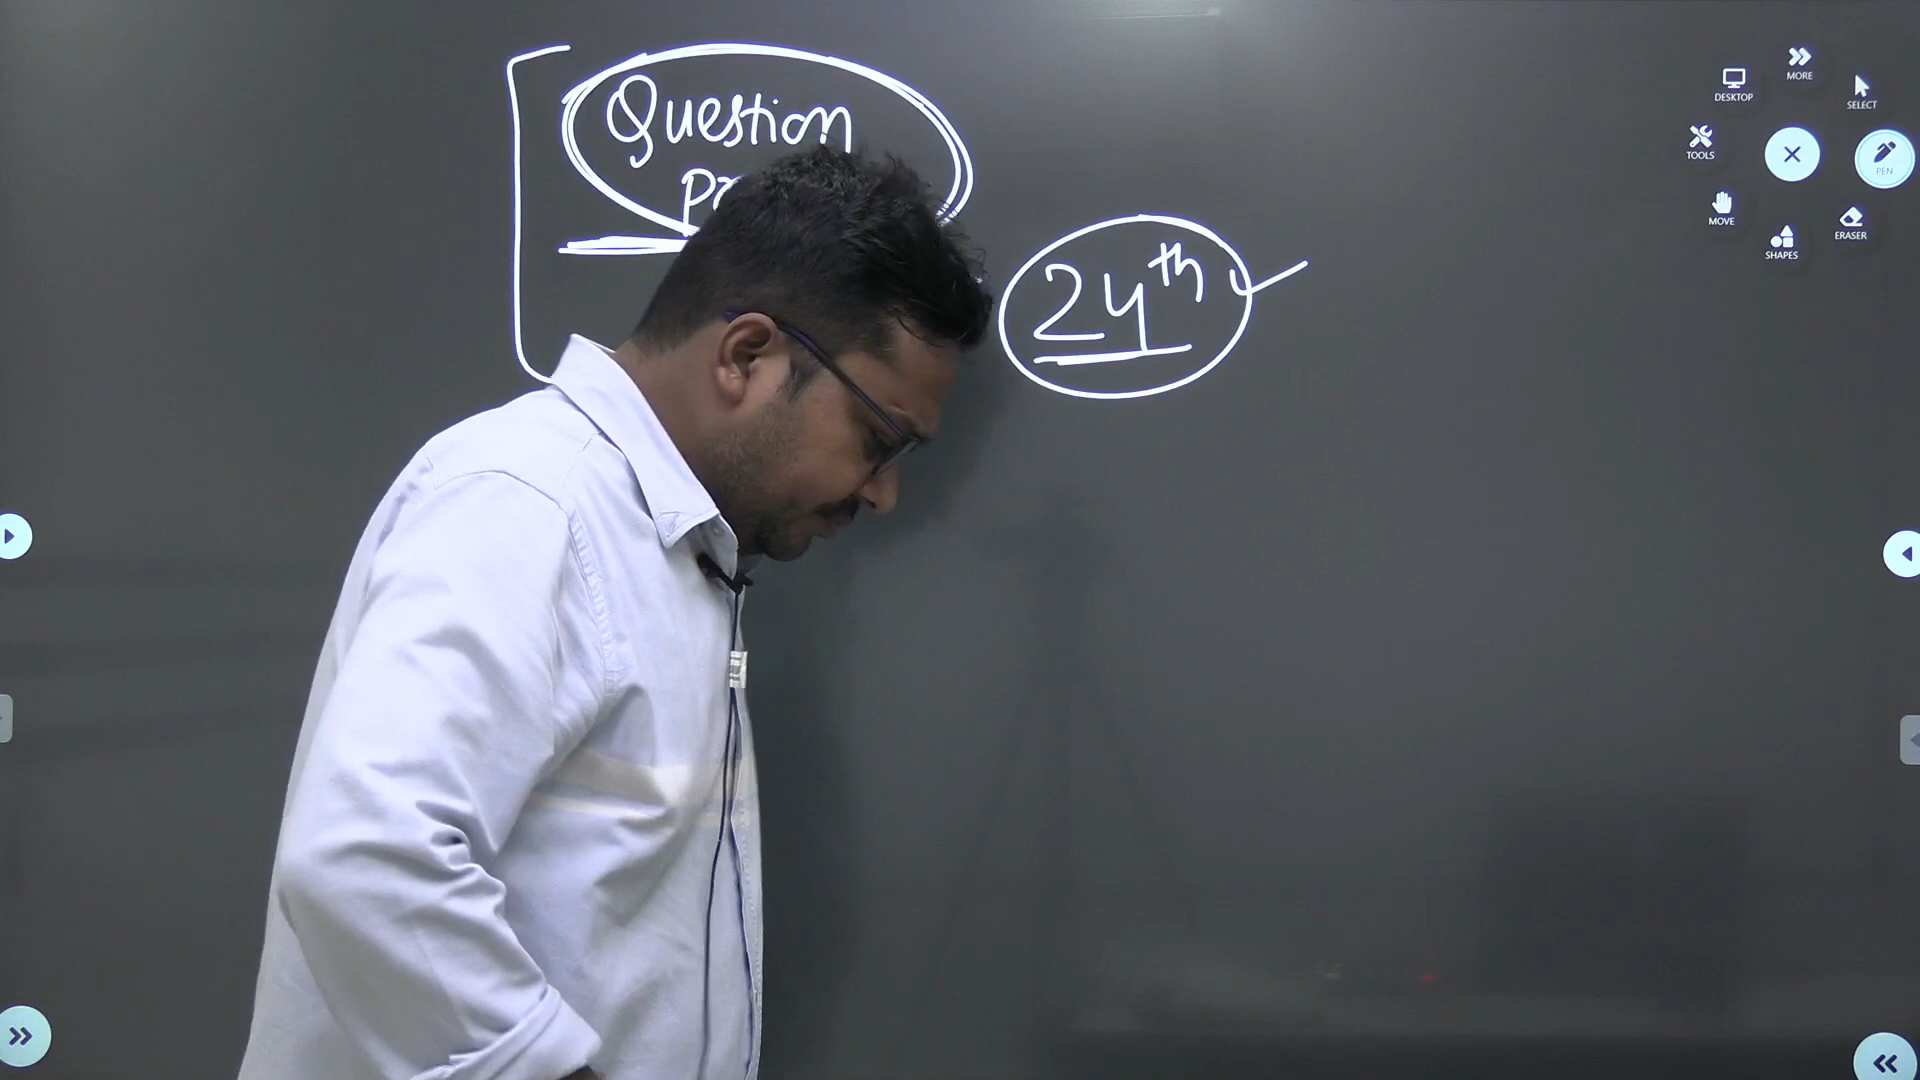 Question
24th
MORE
DESKTOP
SELECT
TOOLS
PEN
MOVE
ERASER
SHAPES